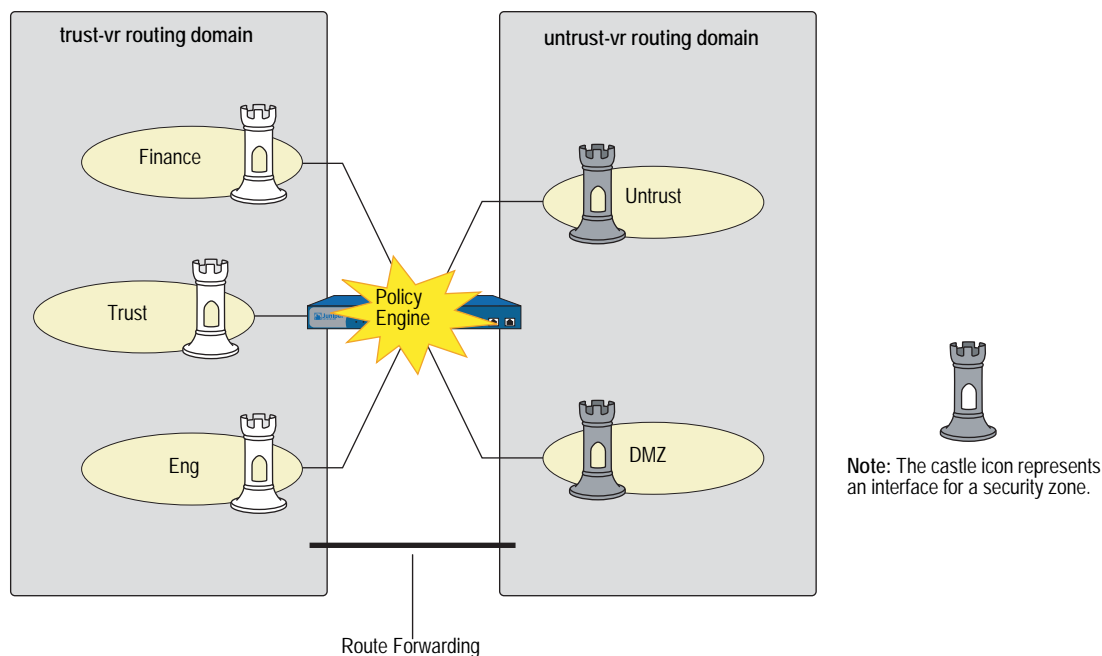 trust-vr routing domain
untrust-vr routing domain
Finance
Untrust
Policy
Engine
Trust
Eng
DMZ
Note: The castle icon represents
an interface for a security zone.
Route Forwarding